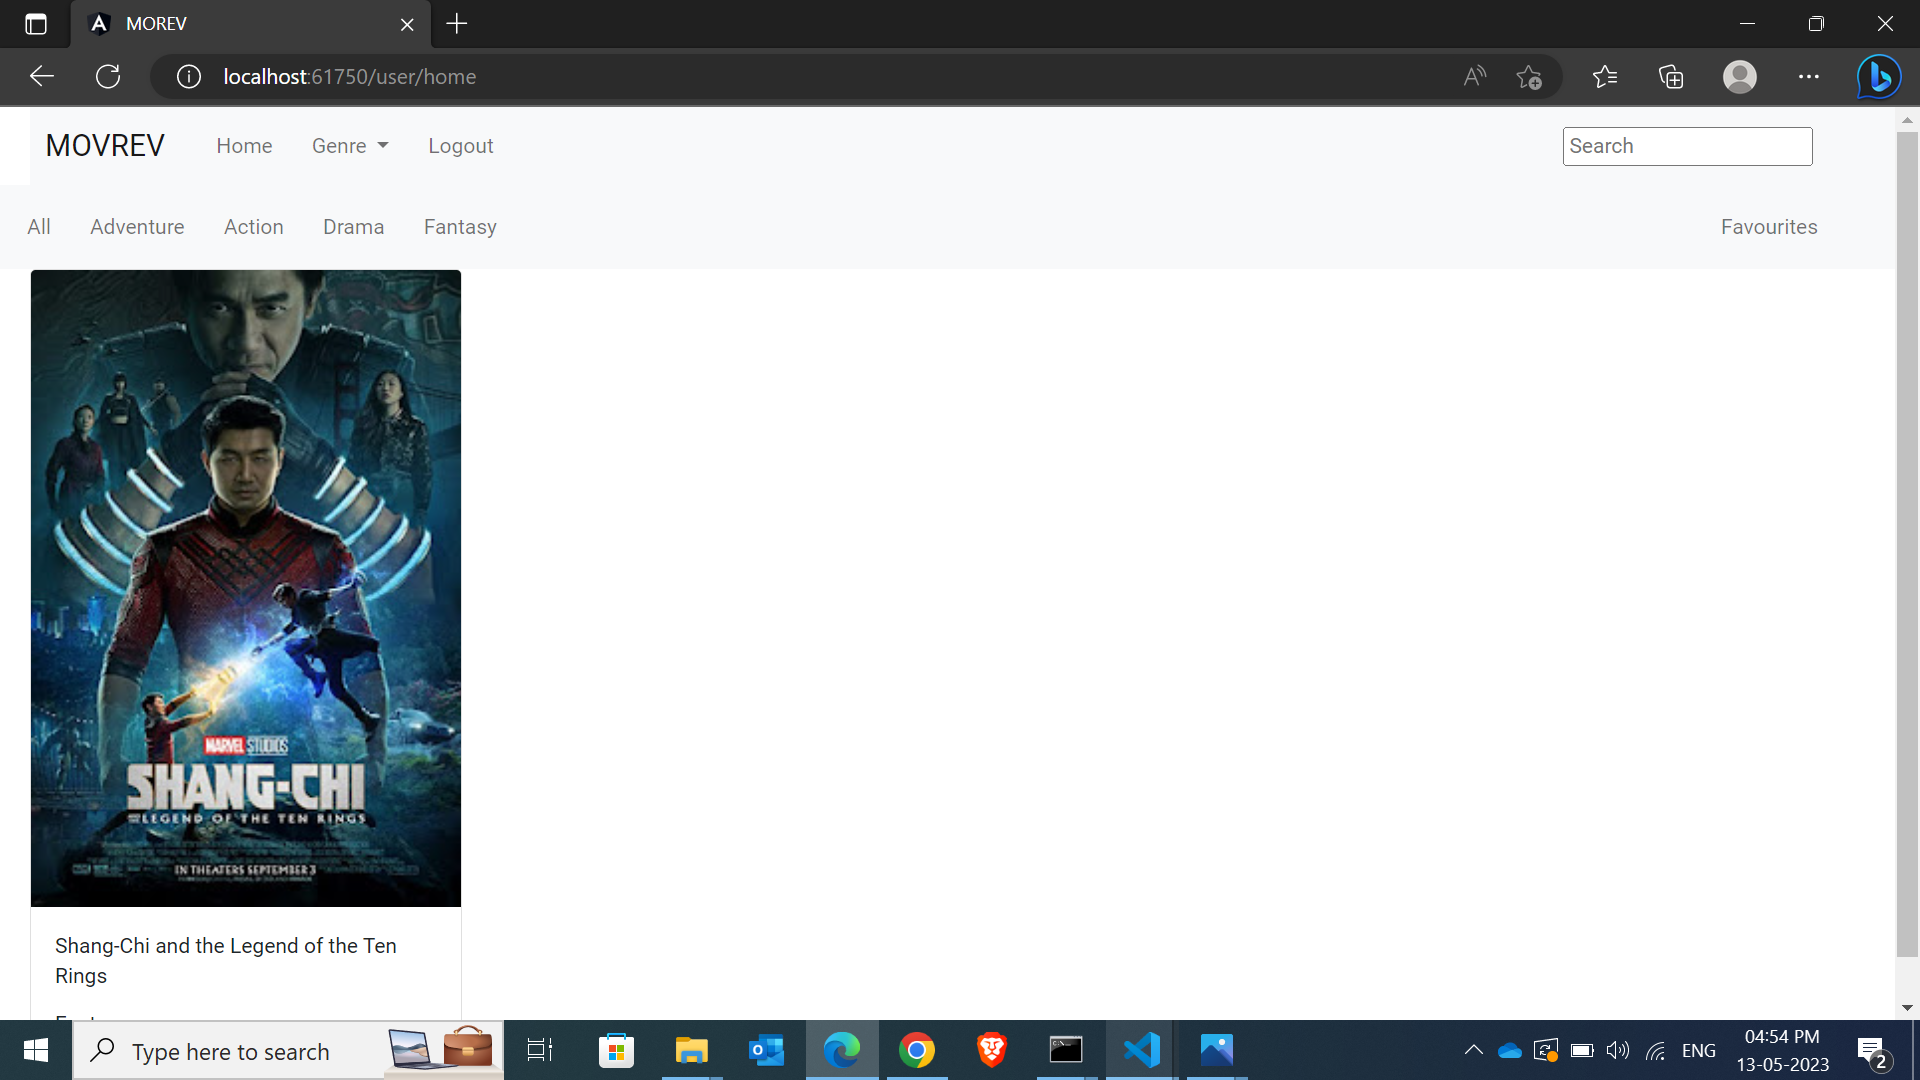 MOREV
localhost:61750/user/home
MOVREV Home Genre Logout Search
All Adventure Action Drama Fantasy Favourites
MARVEL STUDIOS
SHANG-CHI
AND THE LEGEND OF THE TEN RINGS
IN THEATERS SEPTEMBER 3
Shang-Chi and the Legend of the Ten
Rings
Type here to search
ENG
04:54 PM
13-05-2023
2